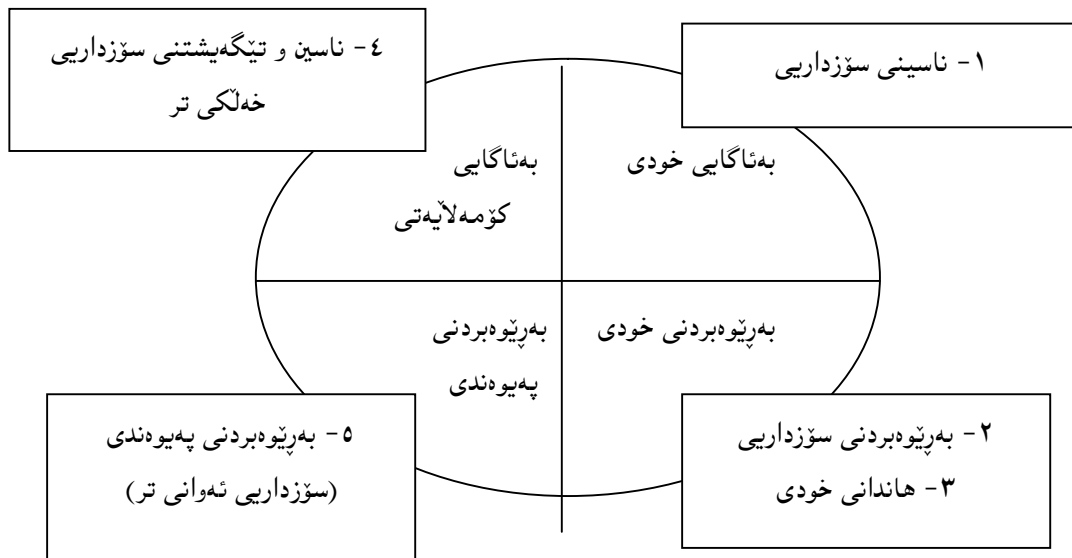 ١- ناسینی سۆزداریی
٤- ناسین و تێگەیشتنی سۆزداریی
خەڵکی تر
بەئاگایی خودی
بەئاگایی
کۆمەڵاڵیەتی
بەڕێوەبردنی خودی
بەڕێوەبردنی
پەیوەندی
٢- بەڕێوەبردنی سۆزداریی
٣- هاندانی خودی
٥- بەڕێوەبردنی پەیوەندی
(سۆزداریی ئەوانی تر)